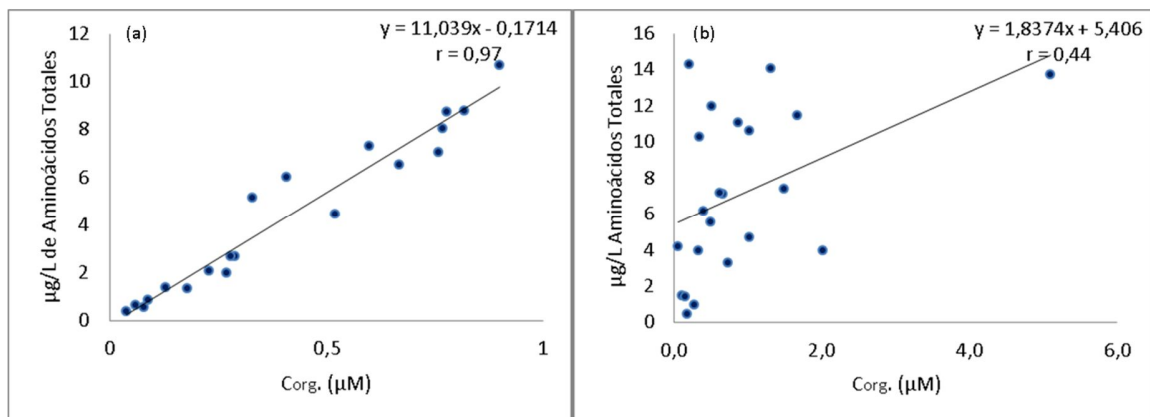 (a)
y = 11,039x - 0,1714
r = 0,97
12
10
8
6
4
2
0
µg/L de Aminoácidos Totales
0
0,5
1
Corg. (µM)
(b)
y = 1,8374x + 5,406
r = 0,44
16
14
12
10
8
6
4
2
0
µg/L Aminoácidos Totales
0,0
2,0
4,0
6,0
Corg. (µM)